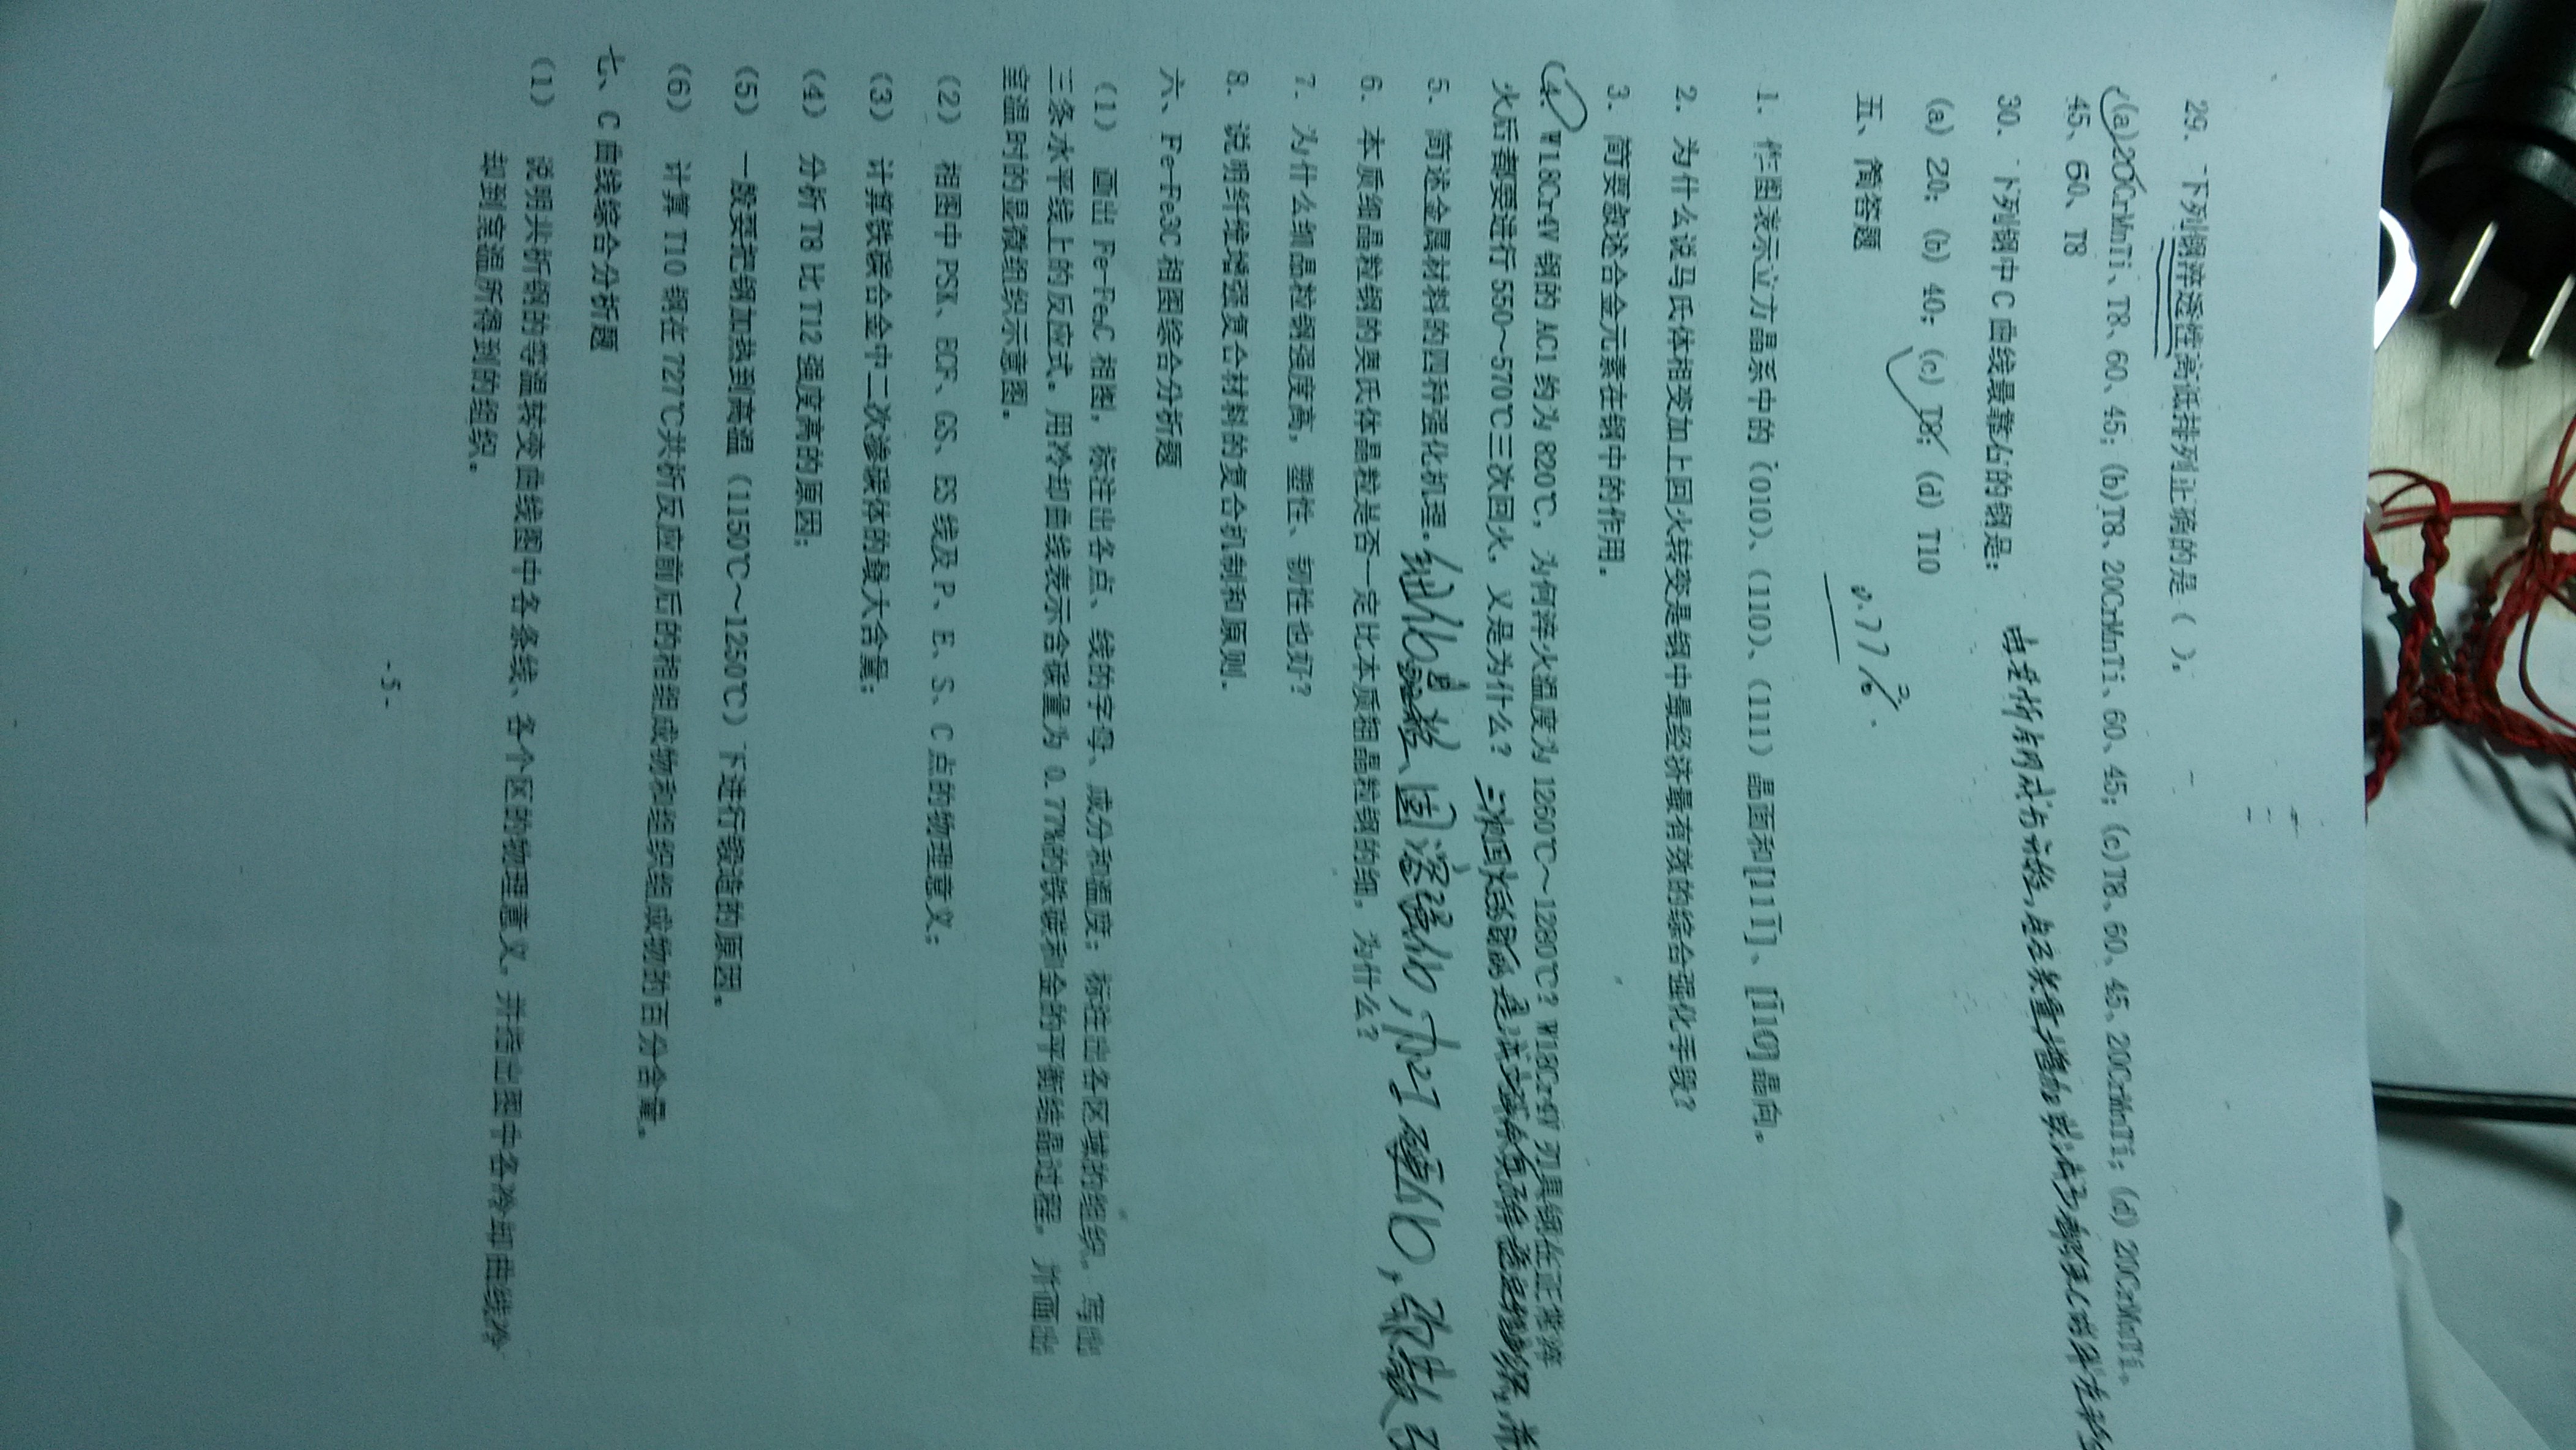 29. 下列钢淬透性高低排列正确的是（ ）。
(a)20CrMnTi、T8、60、45；(b)T8、20CrMnTi、60、45；(c)T8、60、45、20CrMnTi；(d) 20CrMnTi、
45、60、T8
30. 下列钢中C曲线最靠右的钢是：
(a) 20；(b) 40；(c) T8；(d) T10
0.77%
五、简答题
1. 作图表示立方晶系中的（010）、（110）、（111）晶面和[11̄1̄]、[1̄10]晶向。
2. 为什么说马氏体相变加上回火转变是钢中最经济最有效的综合强化手段？
3. 简要叙述合金元素在钢中的作用。
4. W18Cr4V 钢的 AC1 约为 820℃，为何淬火温度为 1260℃～1280℃？W18Cr4V 刃具钢在正常淬
火后都要进行 550～570℃三次回火，又是为什么？三次回火
5. 简述金属材料的四种强化机理。细化晶粒、固溶强化，加工硬化，弥散
6. 本质细晶粒钢的奥氏体晶粒是否一定比本质粗晶粒钢的细，为什么？
7. 为什么细晶粒钢强度高，塑性、韧性也好？
8. 说明纤维增强复合材料的复合机制和原则。
六、Fe-Fe3C 相图综合分析题
（1） 画出 Fe-Fe₃C 相图，标注出各点、线的字母、成分和温度；标注出各区域的组织。写出
三条水平线上的反应式。用冷却曲线表示含碳量为 0.77%的铁碳和金的平衡结晶过程，并画出
室温时的显微组织示意图。
（2） 相图中 PSK、ECF、GS、ES 线及 P、E、S、C 点的物理意义；
（3） 计算铁碳合金中二次渗碳体的最大含量；
（4） 分析 T8 比 T12 强度高的原因；
（5） 一般要把钢加热到高温（1150℃～1250℃）下进行锻造的原因。
（6） 计算 T10 钢在 727℃共析反应前后的相组成物和组织组成物的百分含量。
七、C 曲线综合分析题
（1） 说明共析钢的等温转变曲线图中各条线、各个区的物理意义，并指出图中各冷却曲线冷
却到室温所得到的组织。
-5-